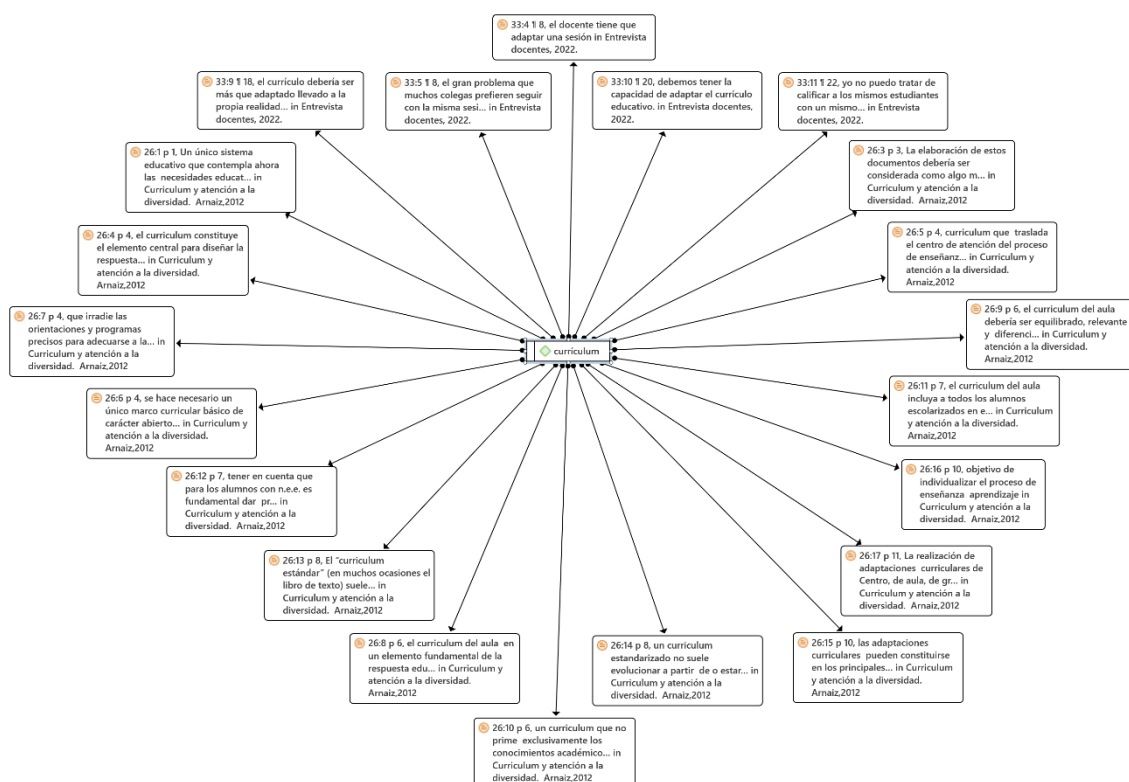 33:4 ¶ 8, el docente tiene que
adaptar una sesión in Entrevista
docentes, 2022.
33:9 ¶ 18, el currículo debería ser
más que adaptado llevado a la
propia realidad... in Entrevista
docentes, 2022.
33:5 ¶ 8, el gran problema que
muchos colegas prefieren seguir
con la misma sesi... in Entrevista
docentes, 2022.
33:10 ¶ 20, debemos tener la
capacidad de adaptar el currículo
educativo. in Entrevista docentes,
2022.
33:11 ¶ 22, yo no puedo tratar de
calificar a los mismos estudiantes
con un mismo... in Entrevista
docentes, 2022.
26:1 p 1, Un único sistema
educativo que contempla ahora
las necesidades educat... in
Curriculum y atención a la
diversidad. Arnaiz,2012
26:3 p 3, La elaboración de estos
documentos debería ser
considerada como algo m... in
Curriculum y atención a la
diversidad. Arnaiz,2012
26:4 p 4, el curriculum constituye
el elemento central para diseñar la
respuesta... in Curriculum y
atención a la diversidad.
Arnaiz,2012
26:5 p 4, curriculum que traslada
el centro de atención del proceso
de enseñanz... in Curriculum y
atención a la diversidad.
Arnaiz,2012
26:7 p 4, que irradie las
orientaciones y programas
precisos para adecuarse a la... in
Curriculum y atención a la
diversidad. Arnaiz,2012
26:9 p 6, el curriculum del aula
debería ser equilibrado, relevante
y diferenci... in Curriculum y
atención a la diversidad.
Arnaiz,2012
currículum
26:6 p 4, se hace necesario un
único marco curricular básico de
carácter abierto... in Curriculum y
atención a la diversidad.
Arnaiz,2012
26:11 p 7, el curriculum del aula
incluya a todos los alumnos
escolarizados en e... in Curriculum
y atención a la diversidad.
Arnaiz,2012
26:12 p 7, tener en cuenta que
para los alumnos con n.e.e. es
fundamental dar pr... in
Curriculum y atención a la
diversidad. Arnaiz,2012
26:16 p 10, objetivo de
individualizar el proceso de
enseñanza aprendizaje in
Curriculum y atención a la
diversidad. Arnaiz,2012
26:13 p 8, El “curriculum
estándar” (en muchos ocasiones el
libro de texto) suele... in
Curriculum y atención a la
diversidad. Arnaiz,2012
26:17 p 11, La realización de
adaptaciones curriculares de
Centro, de aula, de gr... in
Curriculum y atención a la
diversidad. Arnaiz,2012
26:8 p 6, el curriculum del aula en
un elemento fundamental de la
respuesta edu... in Curriculum y
atención a la diversidad.
Arnaiz,2012
26:14 p 8, un curriculum
estandarizado no suele
evolucionar a partir de o estar... in
Curriculum y atención a la
diversidad. Arnaiz,2012
26:15 p 10, las adaptaciones
curriculares pueden constituirse
en los principales... in Curriculum
y atención a la diversidad.
Arnaiz,2012
26:10 p 6, un curriculum que no
prime exclusivamente los
conocimientos académico... in
Curriculum y atención a la
diversidad. Arnaiz,2012